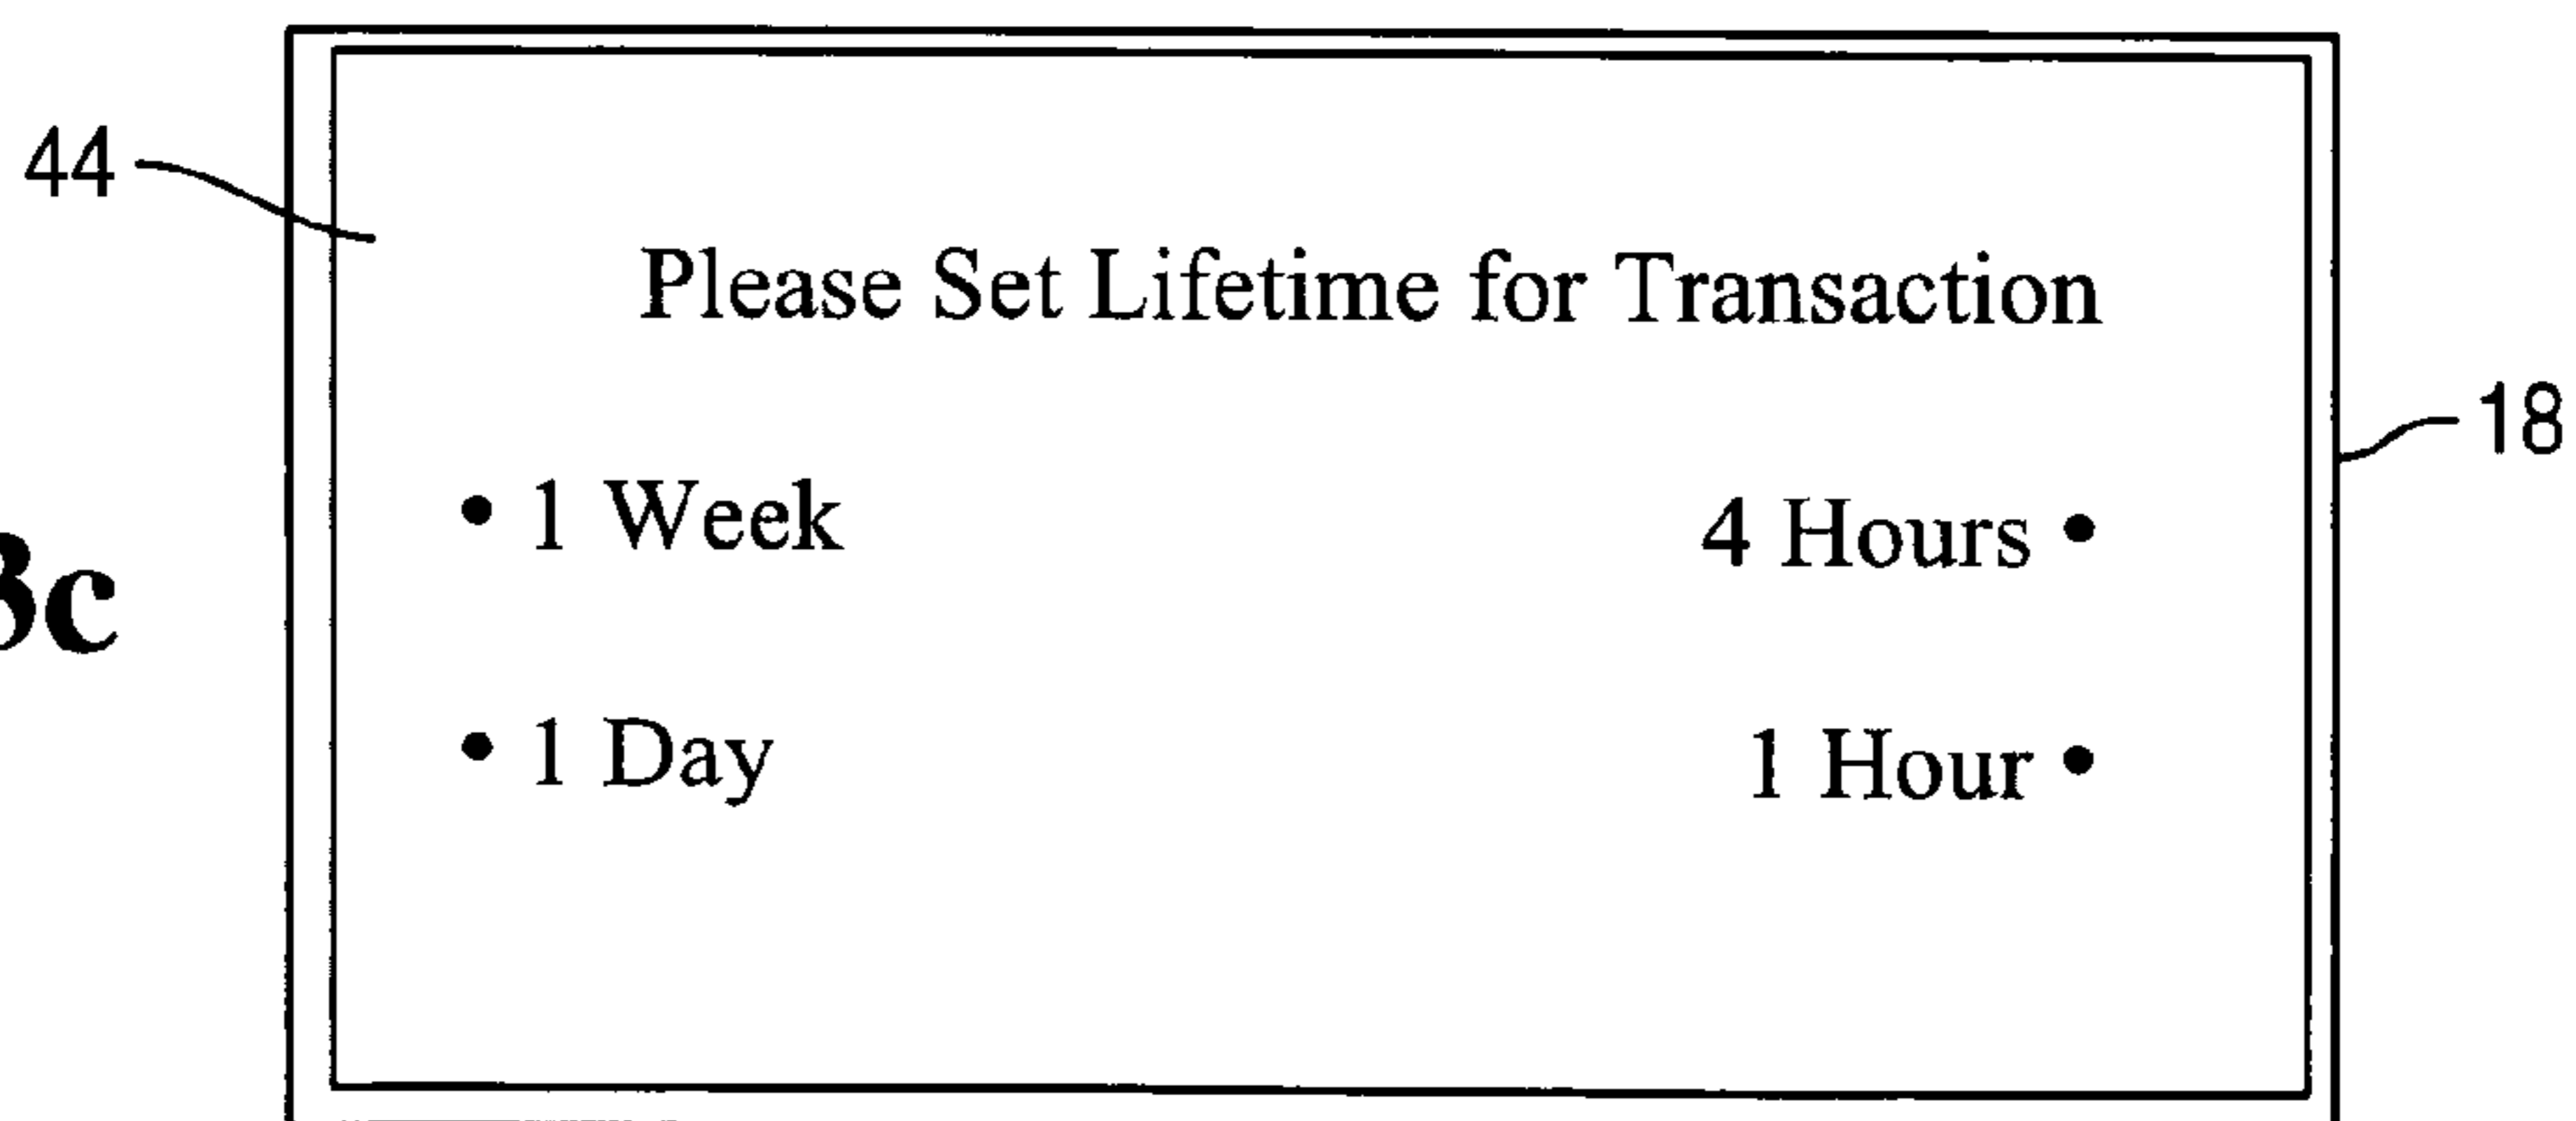 44
Please Set Lifetime for Transaction
18
• 1 Week 4 Hours •
3c
• 1 Day 1 Hour •